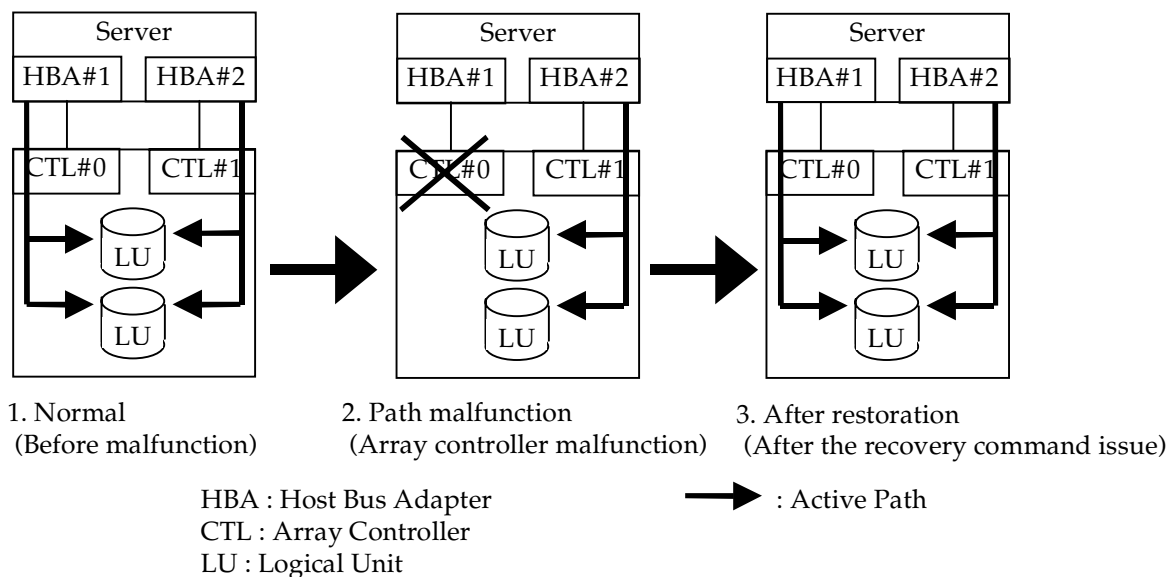 Server
HBA#1 HBA#2
CTL#0 CTL#1
LU
LU
1. Normal
(Before malfunction)
Server
HBA#1 HBA#2
CTL#0 CTL#1
LU
LU
2. Path malfunction
(Array controller malfunction)
Server
HBA#1 HBA#2
CTL#0 CTL#1
LU
LU
3. After restoration
(After the recovery command issue)
HBA : Host Bus Adapter
CTL : Array Controller
LU : Logical Unit
: Active Path